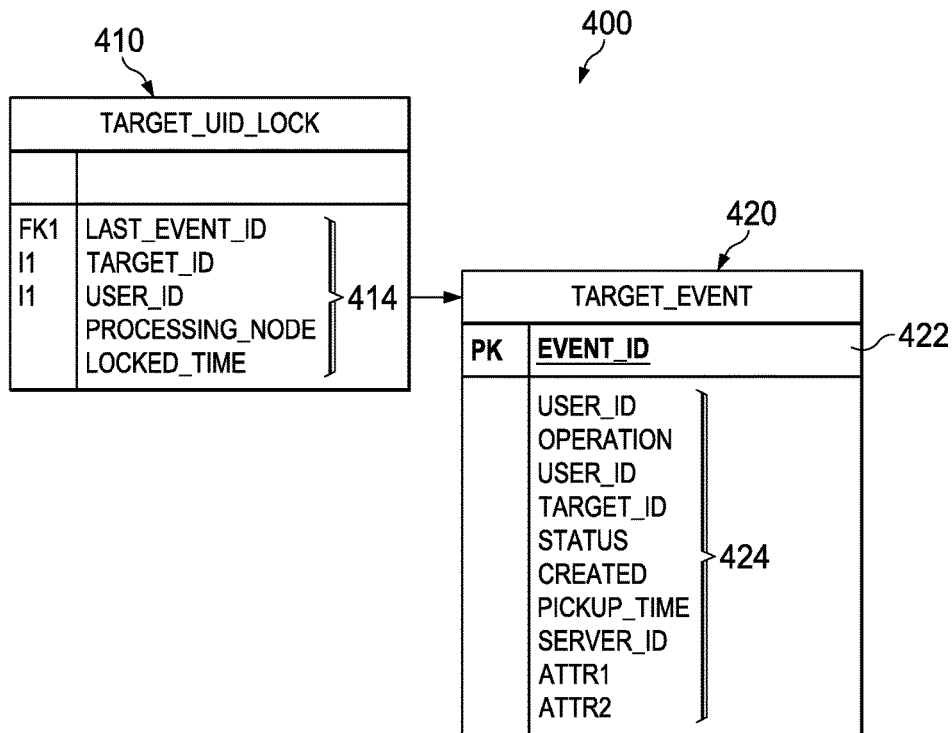 400
410
TARGET_UID_LOCK
FK1 LAST_EVENT_ID
I1 TARGET_ID
I1 USER_ID
PROCESSING_NODE
LOCKED_TIME
414
420
TARGET_EVENT
PK EVENT_ID
422
USER_ID
OPERATION
USER_ID
TARGET_ID
STATUS
CREATED
PICKUP_TIME
SERVER_ID
ATTR1
ATTR2
424